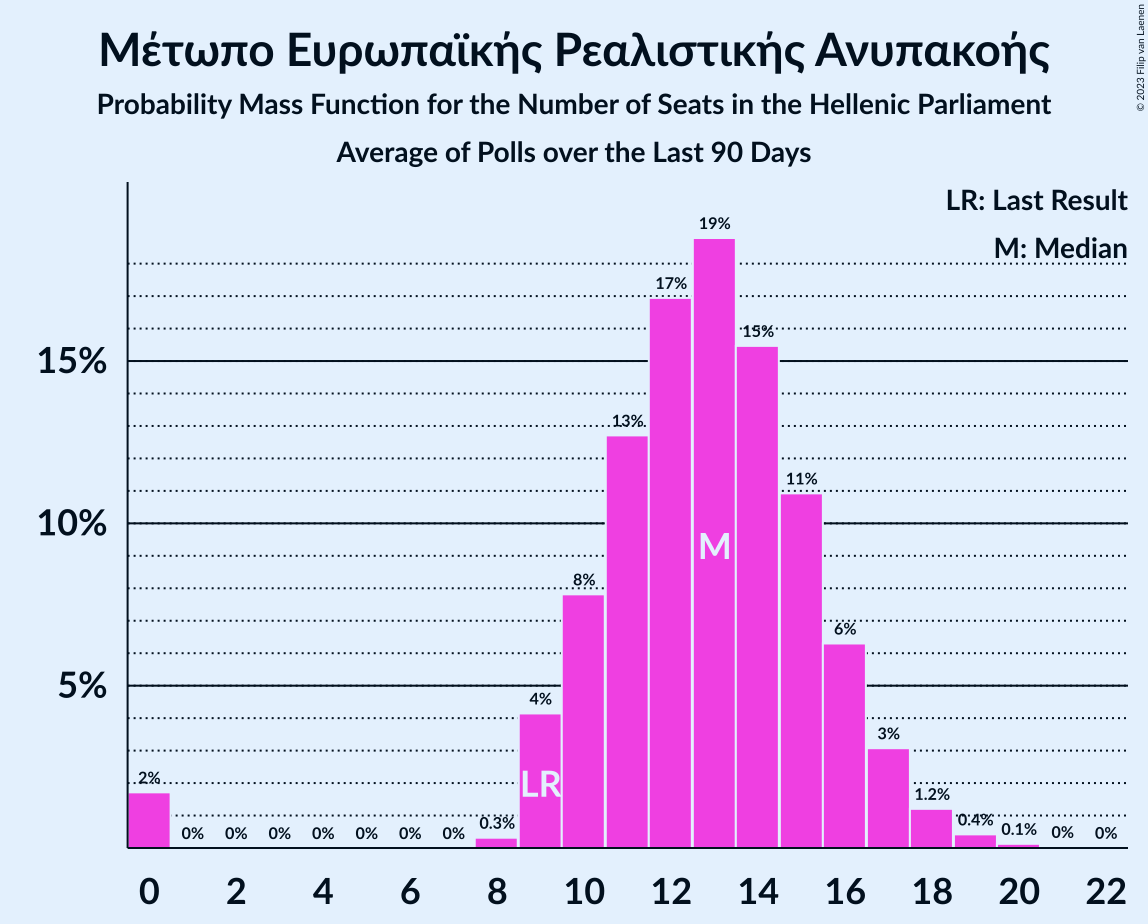 Μέτωπο Ευρωπαϊκής Ρεαλιστικής Ανυπακοής
Probability Mass Function for the Number of Seats in the Hellenic Parliament
Average of Polls over the Last 90 Days
© 2023 Filip van Laenen
LR: Last Result
M: Median
15%
10%
5%
2%
0%
0%
0%
0%
0%
0%
0%
0.3%
4%
8%
13%
17%
19%
15%
11%
6%
3%
1.2%
0.4%
0.1%
0%
0%
LR
M
0 2 4 6 8 10 12 14 16 18 20 22